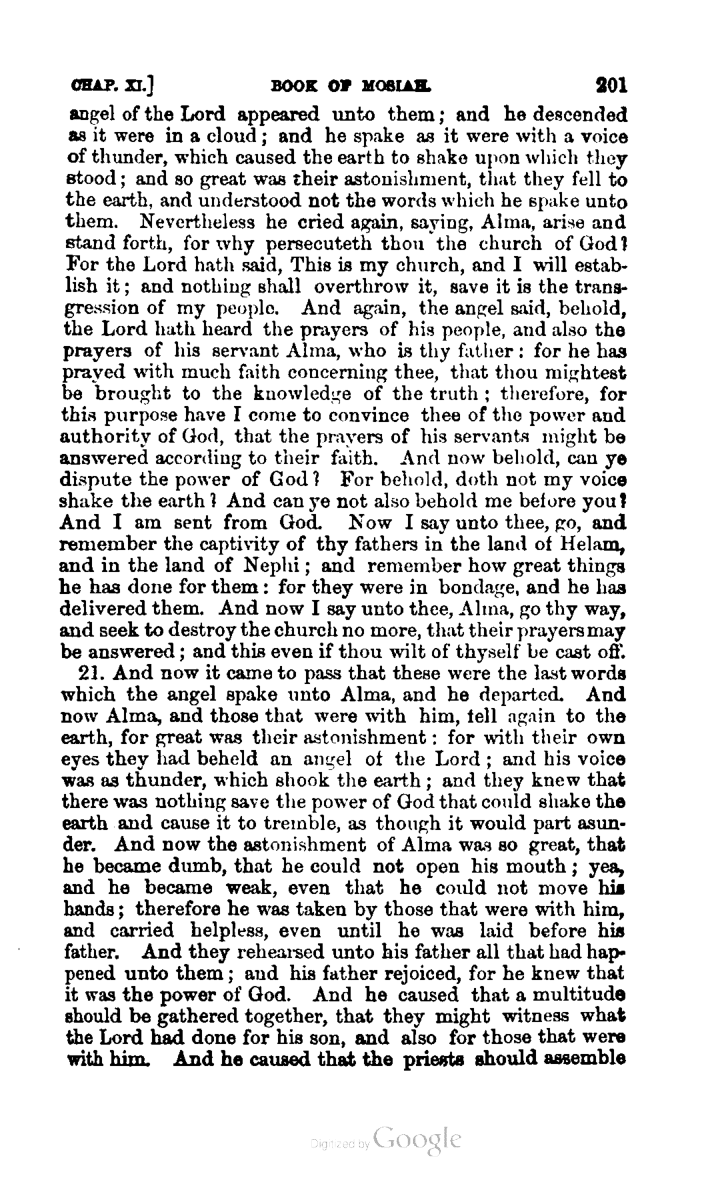 CHAP. XI.] BOOK OF MOSIAH. 201
angel of the Lord appeared unto them; and he descended
as it were in a cloud; and he spake as it were with a voice
of thunder, which caused the earth to shake upon which they
stood; and so great was their astonishment, that they fell to
the earth, and understood not the words which he spake unto
them. Nevertheless he cried again, saying, Alma, arise and
stand forth, for why persecuteth thou the church of God?
For the Lord hath said, This is my church, and I will estab-
lish it; and nothing shall overthrow it, save it is the trans-
gression of my people. And again, the angel said, behold,
the Lord hath heard the prayers of his people, and also the
prayers of his servant Alma, who is thy father: for he has
prayed with much faith concerning thee, that thou mightest
be brought to the knowledge of the truth; therefore, for
this purpose have I come to convince thee of the power and
authority of God, that the prayers of his servants might be
answered according to their faith. And now behold, can ye
dispute the power of God? For behold, doth not my voice
shake the earth? And can ye not also behold me before you?
And I am sent from God. Now I say unto thee, go, and
remember the captivity of thy fathers in the land of Helam,
and in the land of Nephi; and remember how great things
he has done for them: for they were in bondage, and he has
delivered them. And now I say unto thee, Alma, go thy way,
and seek to destroy the church no more, that their prayers may
be answered; and this even if thou wilt of thyself be cast off.
21. And now it came to pass that these were the last words
which the angel spake unto Alma, and he departed. And
now Alma, and those that were with him, fell again to the
earth, for great was their astonishment: for with their own
eyes they had beheld an angel of the Lord; and his voice
was as thunder, which shook the earth; and they knew that
there was nothing save the power of God that could shake the
earth and cause it to tremble, as though it would part asun-
der. And now the astonishment of Alma was so great, that
he became dumb, that he could not open his mouth; yea,
and he became weak, even that he could not move his
hands; therefore he was taken by those that were with him,
and carried helpless, even until he was laid before his
father. And they rehearsed unto his father all that had hap-
pened unto them; and his father rejoiced, for he knew that
it was the power of God. And he caused that a multitude
should be gathered together, that they might witness what
the Lord had done for his son, and also for those that were
with him. And he caused that the priests should assemble
Digitized by Google